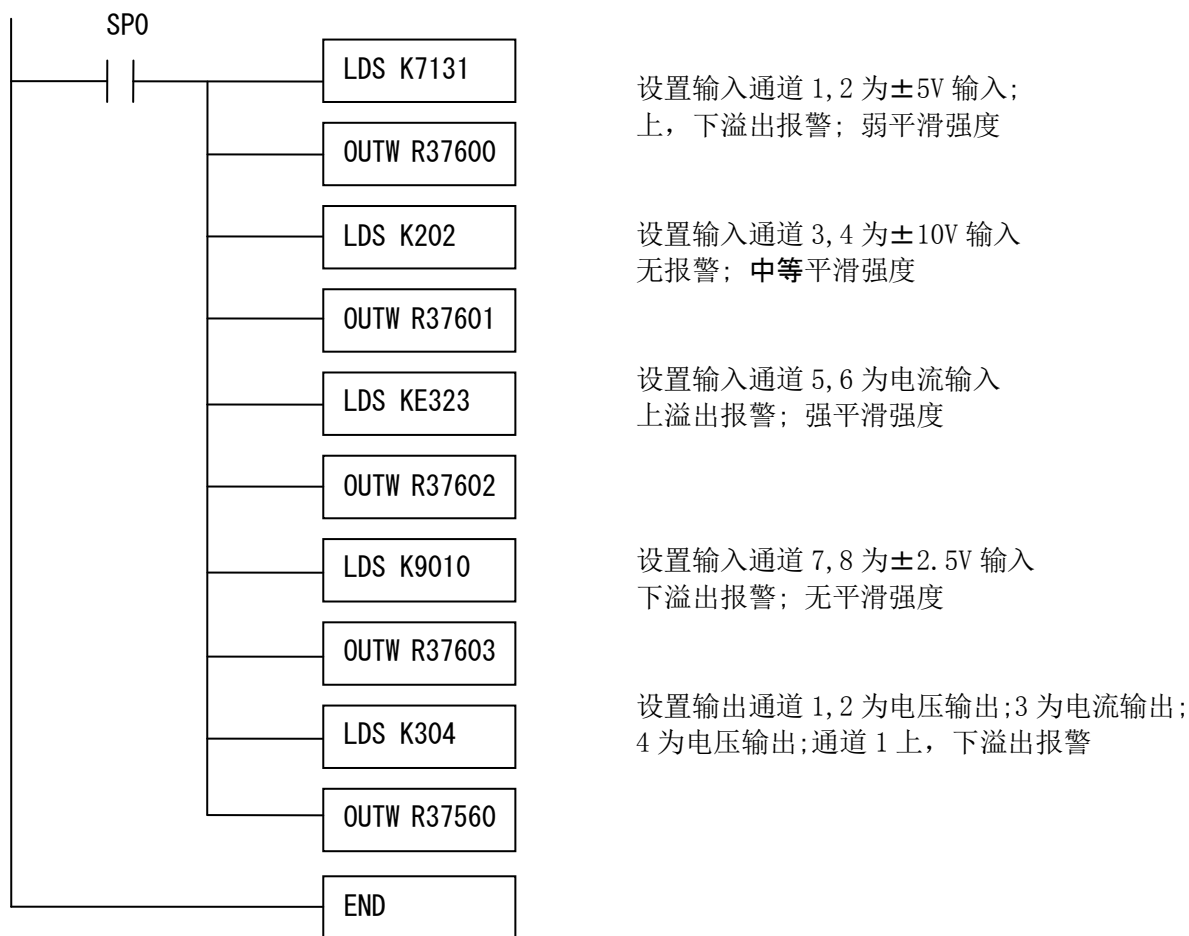 SP0
LDS K7131
设置输入通道 1,2 为±5V 输入;
上，下溢出报警; 弱平滑强度
OUTW R37600
LDS K202
设置输入通道 3,4 为±10V 输入
无报警; 中等平滑强度
OUTW R37601
设置输入通道 5,6 为电流输入
LDS KE323
上溢出报警; 强平滑强度
OUTW R37602
LDS K9010
设置输入通道 7,8 为±2.5V 输入
下溢出报警; 无平滑强度
OUTW R37603
设置输出通道 1,2 为电压输出;3 为电流输出;
LDS K304
4 为电压输出;通道 1 上，下溢出报警
OUTW R37560
END